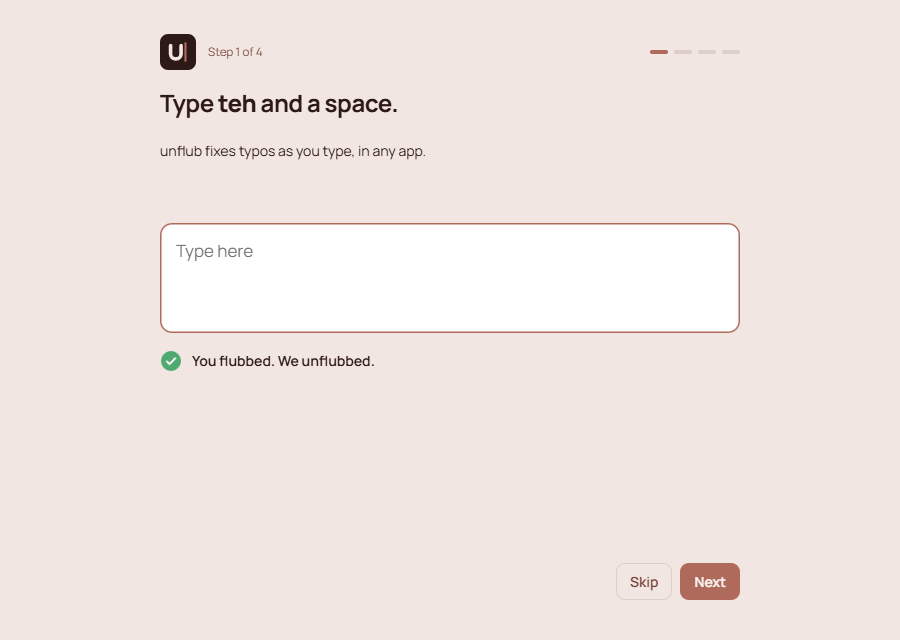 U
Step 1 of 4
Type teh and a space.
unflub fixes typos as you type, in any app.
Type here
You flubbed. We unflubbed.
Skip
Next